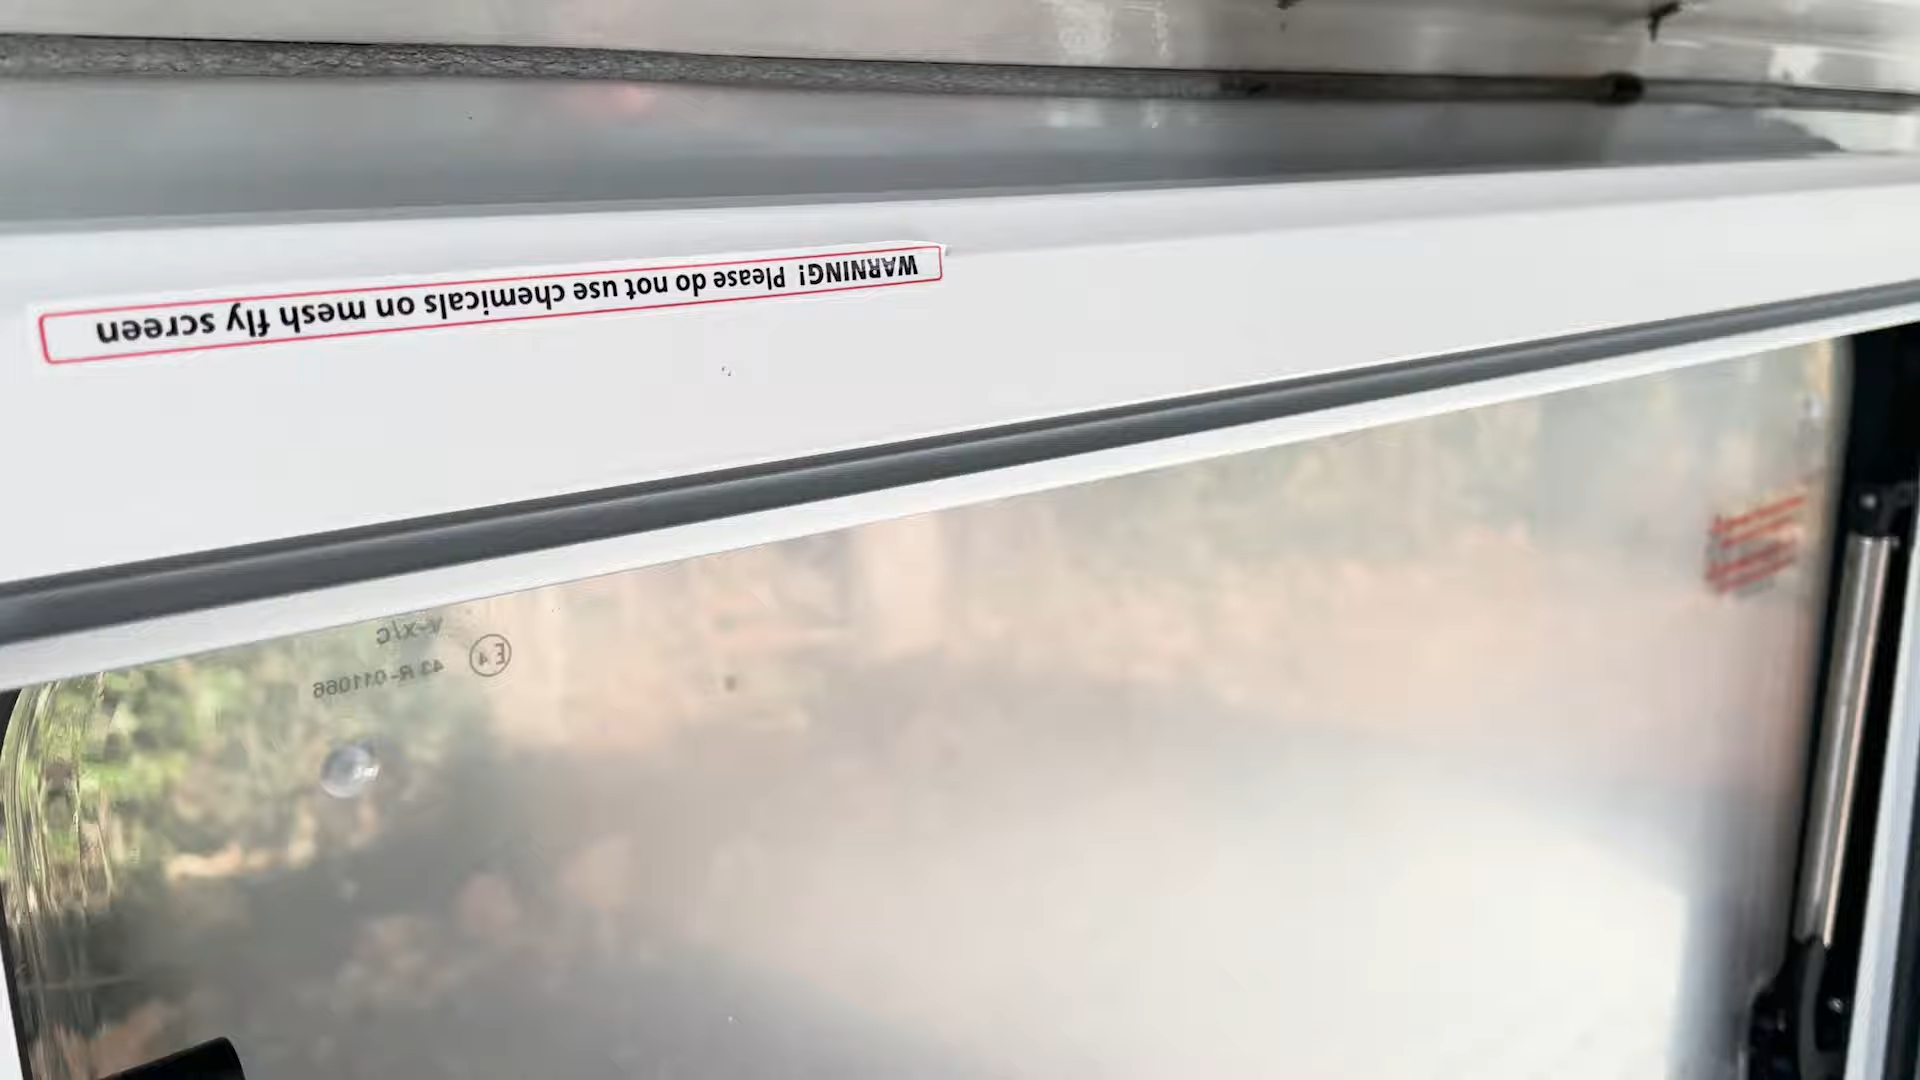 WARNING! Please do not use chemicals on mesh fly screen
V-X/C
43 R-011066
E4